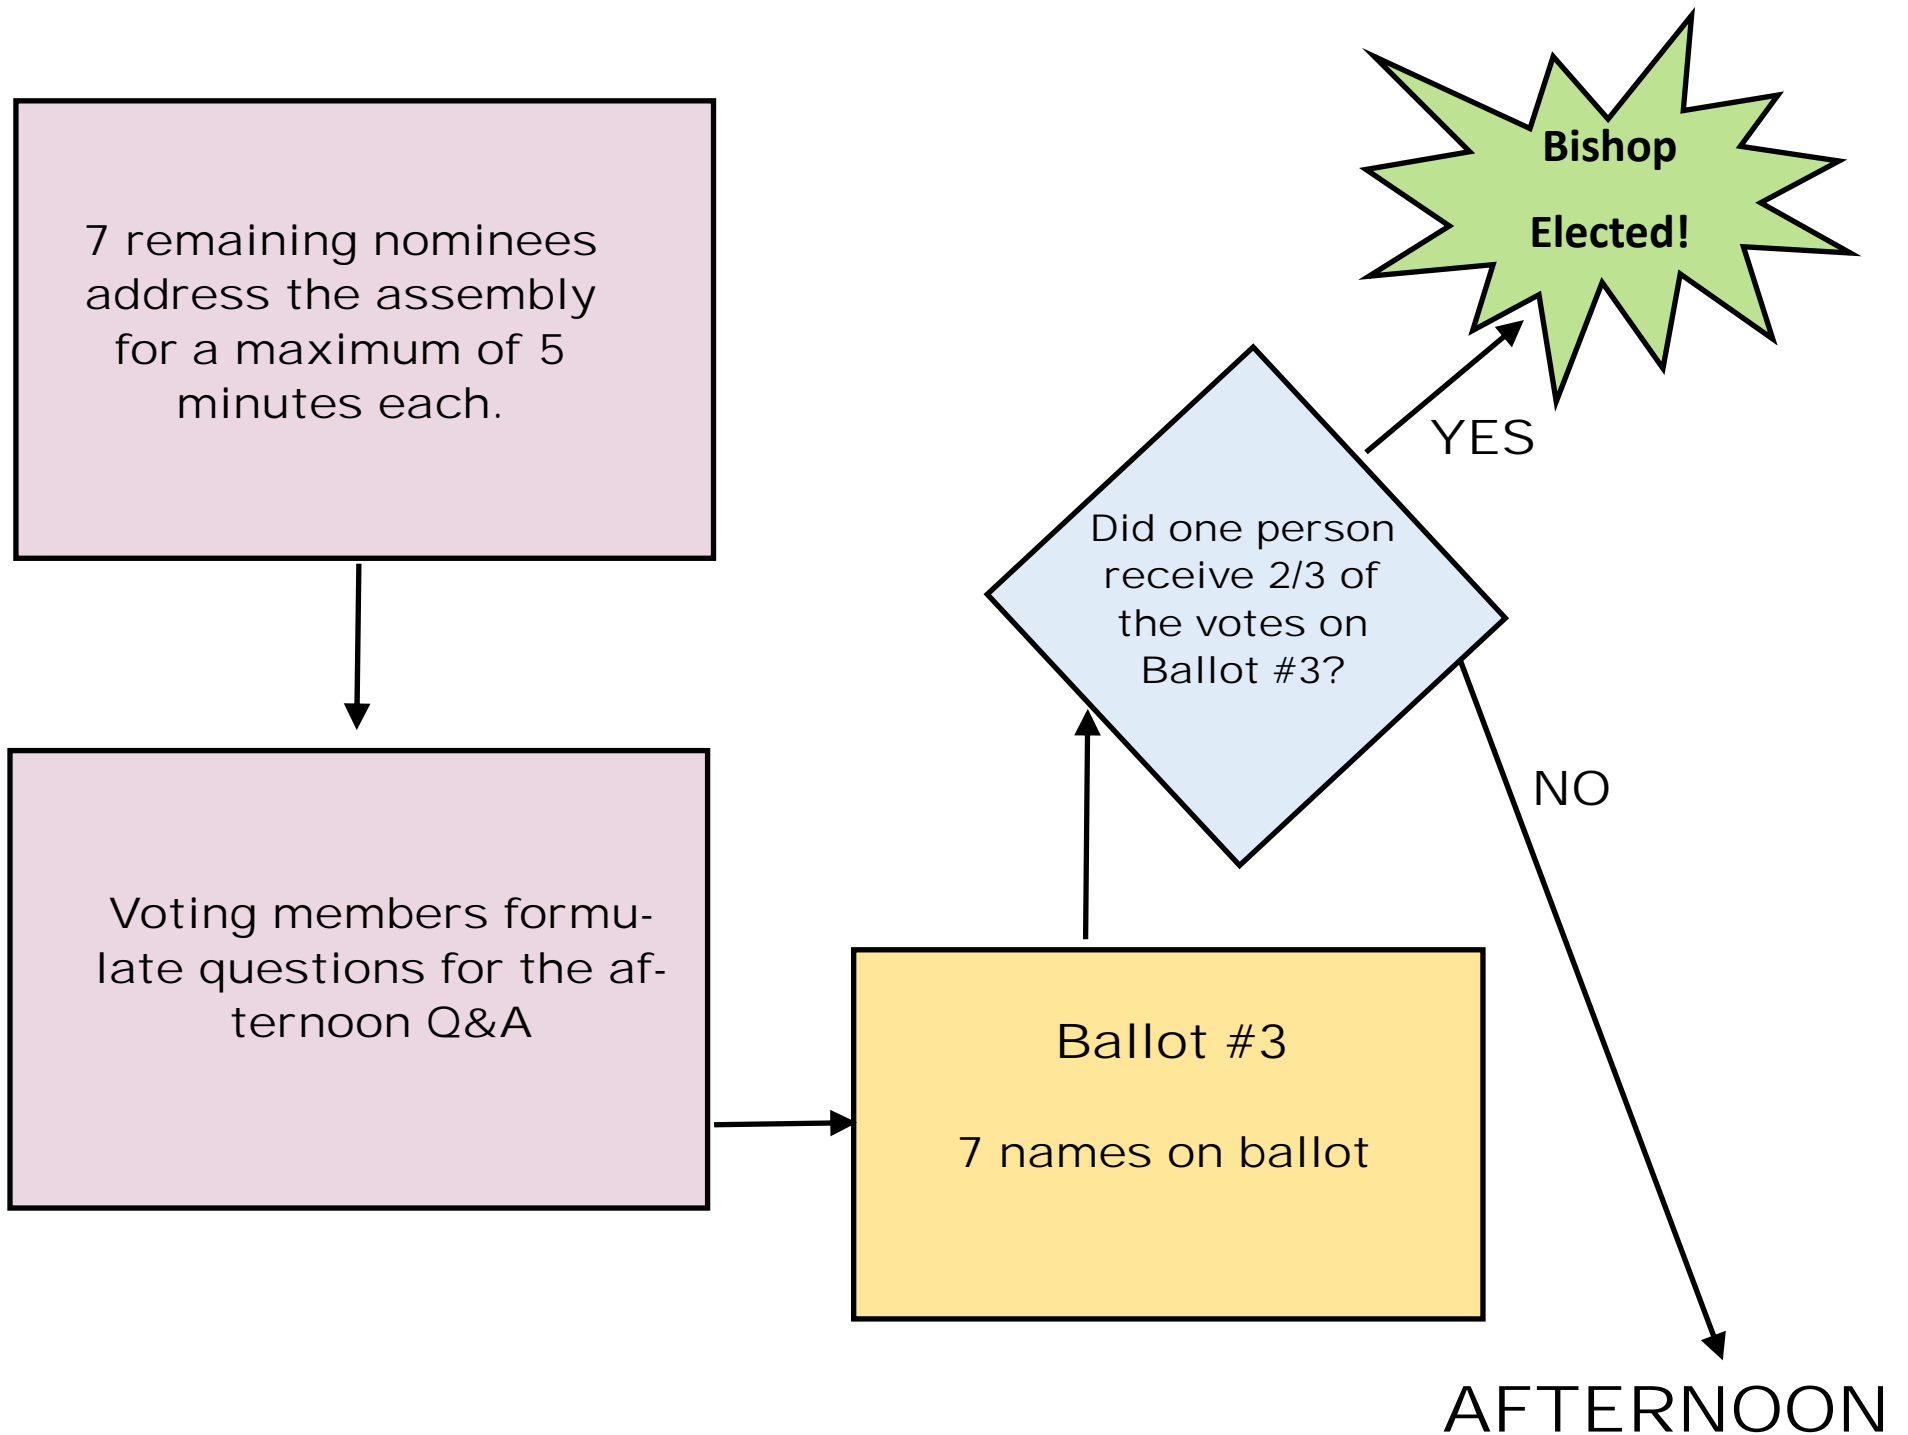 7 remaining nominees
address the assembly
for a maximum of 5
minutes each.
Voting members formu-
late questions for the af-
ternoon Q&A
Ballot #3
7 names on ballot
Did one person
receive 2/3 of
the votes on
Ballot #3?
YES
Bishop
Elected!
NO
AFTERNOON